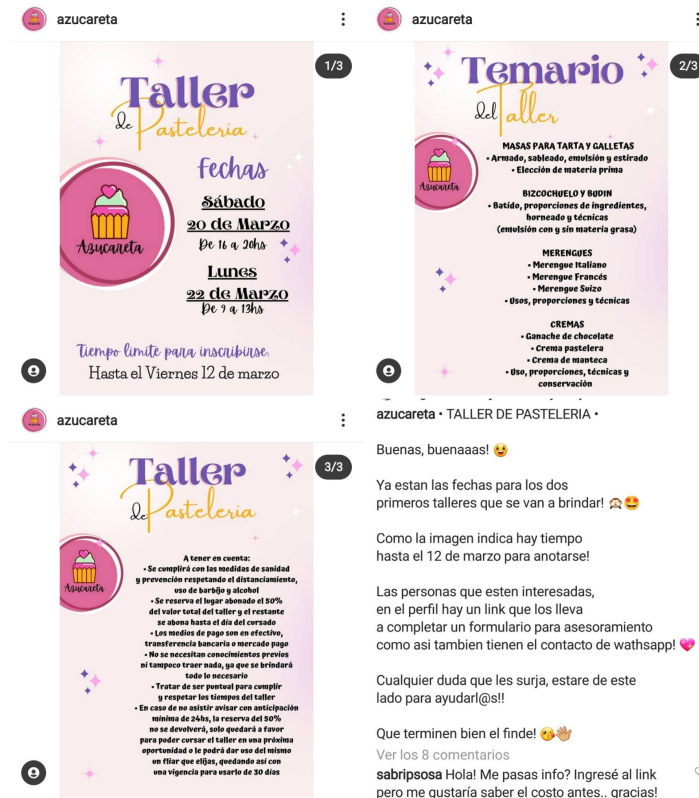 azucareta
1/3
Taller
de Pasteleria
Azucareta
Fechas
Sábado
20 de Marzo
De 16 a 20hs
Lunes
22 de Marzo
De 9 a 13hs
Tiempo limite para inscribirse,
Hasta el Viernes 12 de marzo
azucareta
2/3
Temario
del Taller
Azucareta
MASAS PARA TARTA Y GALLETAS
• Armado, sableado, emulsión y estirado
• Elección de materia prima
BIZCOCHUELO Y BUDIN
• Batido, proporciones de ingredientes,
horneado y técnicas
(emulsión con y sin materia grasa)
MERENGUES
• Merengue Italiano
• Merengue Francés
• Merengue Suizo
• Usos, proporciones y técnicas
CREMAS
• Ganache de chocolate
• Crema pastelera
• Crema de manteca
• Uso, proporciones, técnicas y
conservación
azucareta
3/3
Taller
de Pasteleria
Azucareta
A tener en cuenta:
• Se cumplirá con las medidas de sanidad
y prevención respetando el distanciamiento,
uso de barbijo y alcohol
• Se reserva el lugar abonado el 50%
del valor total del taller y el restante
se abona hasta el día del cursado
• Los medios de pago son en efectivo,
transferencia bancaria o mercado pago
• No se necesitan conocimientos previos
ni tampoco traer nada, ya que se brindará
todo lo necesario
• Tratar de ser puntual para cumplir
y respetar los tiempos del taller
• En caso de no asistir avisar con anticipación
mínima de 24hs, la reserva del 50%
no se devolverá, solo quedará a favor
para poder cursar el taller en una próxima
oportunidad o le podrá dar uso del mismo
un fliar que elijas, quedando así con
una vigencia para usarlo de 30 días
azucareta • TALLER DE PASTELERIA •
Buenas, buenaaas! 😉
Ya estan las fechas para los dos
primeros talleres que se van a brindar! 🙈🤩
Como la imagen indica hay tiempo
hasta el 12 de marzo para anotarse!
Las personas que esten interesadas,
en el perfil hay un link que los lleva
a completar un formulario para asesoramiento
como asi tambien tienen el contacto de wathsapp! 💖
Cualquier duda que les surja, estare de este
lado para ayudarl@s!!
Que terminen bien el finde! 😘👋🏼
Ver los 8 comentarios
sabripsosa Hola! Me pasas info? Ingresé al link
pero me gustaría saber el costo antes.. gracias!